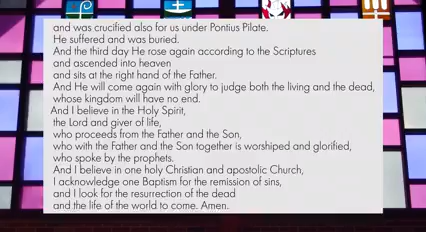 and was crucified also for us under Pontius Pilate.
He suffered and was buried.
And the third day He rose again according to the Scriptures
and ascended into heaven
and sits at the right hand of the Father.
And He will come again with glory to judge both the living and the dead,
whose kingdom will have no end.
And I believe in the Holy Spirit,
the Lord and giver of life,
who proceeds from the Father and the Son,
who with the Father and the Son together is worshiped and glorified,
who spoke by the prophets.
And I believe in one holy Christian and apostolic Church,
I acknowledge one Baptism for the remission of sins,
and I look for the resurrection of the dead
and the life of the world to come. Amen.